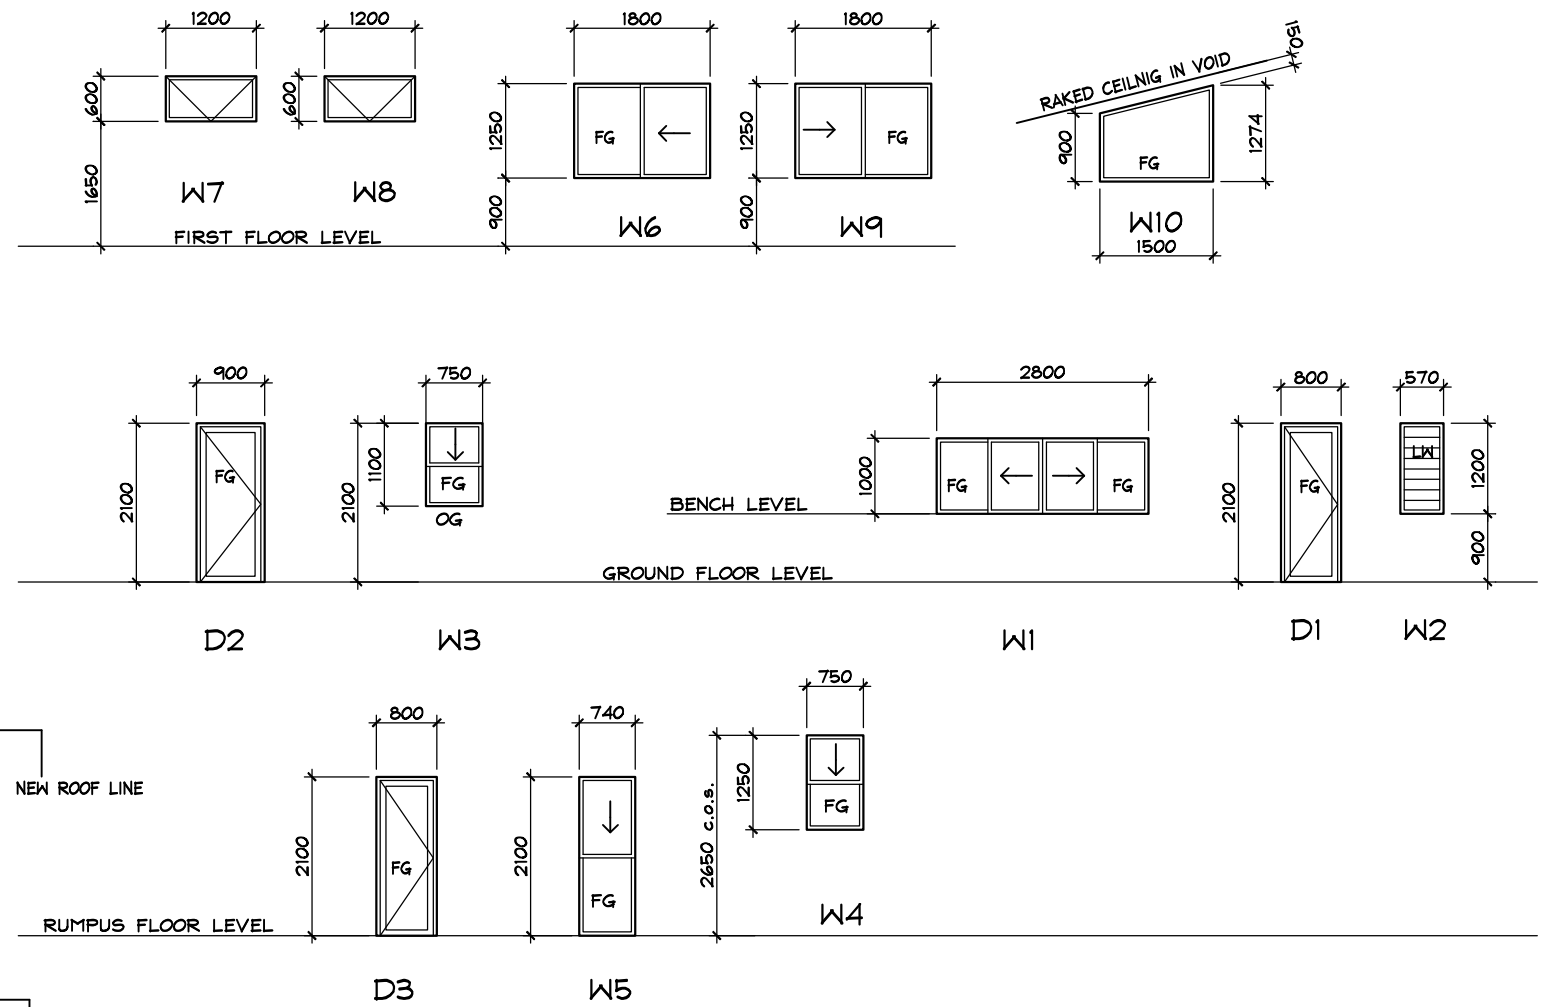 1200
1200
1800
1800
150
RAKED CEILNIG IN VOID
600
600
1250
1250
900
1274
FG
FG
FG
1650
900
900
W7
W8
W6
W9
W10
FIRST FLOOR LEVEL
1500
900
750
2800
800
570
2100
2100
1100
1000
2100
1200
FG
FG
FG
FG
FG
LW
OG
BENCH LEVEL
900
GROUND FLOOR LEVEL
D2
W3
W1
D1
W2
750
800
740
NEW ROOF LINE
2100
2100
2650 c.o.s.
1250
FG
FG
FG
RUMPUS FLOOR LEVEL
W4
D3
W5